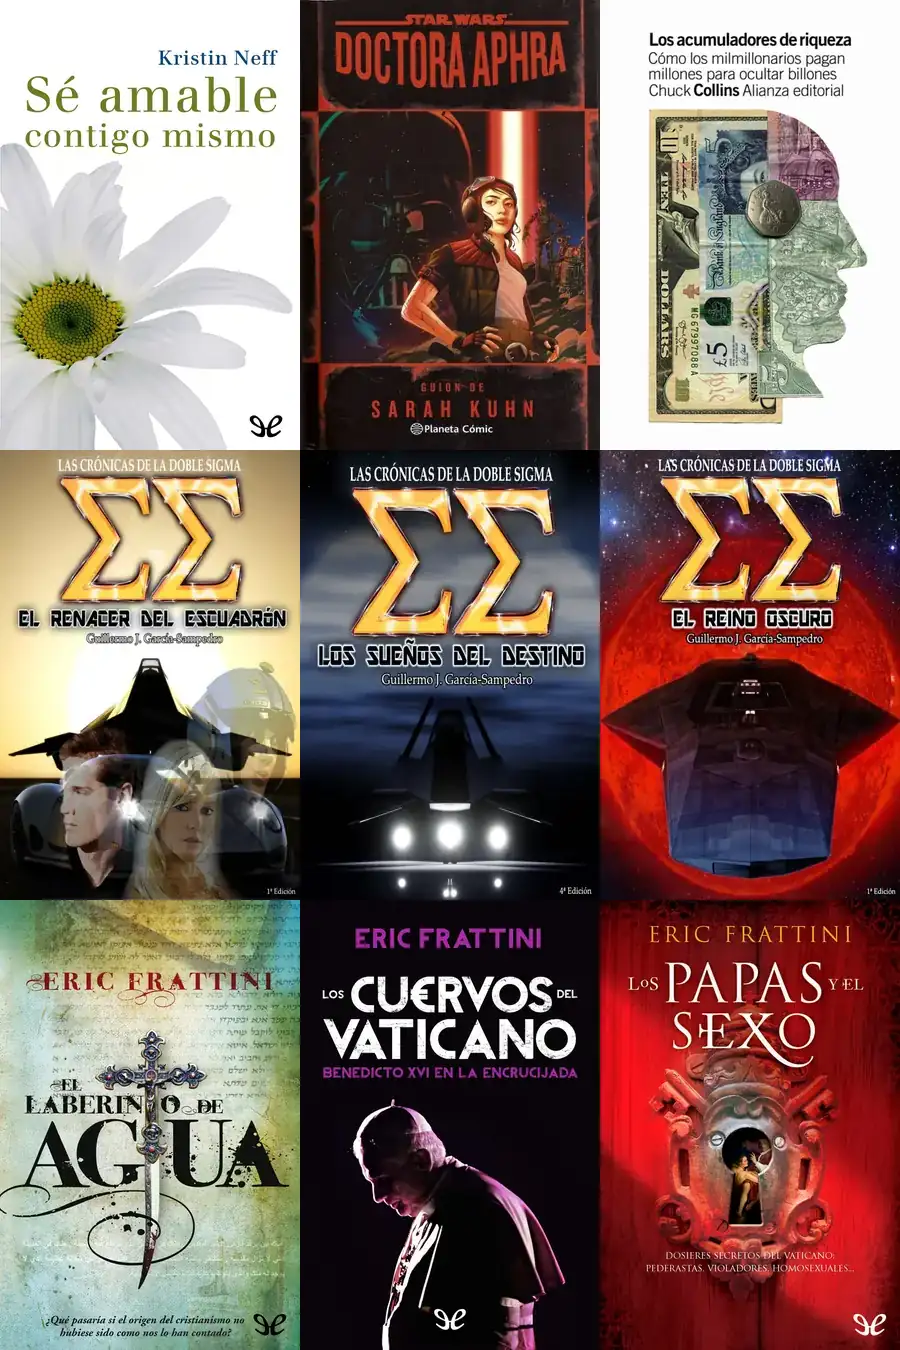 Kristin Neff
Sé amable
contigo mismo
STAR WARS
DOCTORA APHRA
GUION DE
SARAH KUHN
Planeta Cómic
Los acumuladores de riqueza
Cómo los milmillonarios pagan
millones para ocultar billones
Chuck Collins Alianza editorial
LAS CRÓNICAS DE LA DOBLE SIGMA
ΣΣ
EL RENACER DEL ESCUADRÓN
Guillermo J. García-Sampedro
1ª Edición
LAS CRÓNICAS DE LA DOBLE SIGMA
ΣΣ
LOS SUEÑOS DEL DESTINO
Guillermo J. García-Sampedro
4ª Edición
LAS CRÓNICAS DE LA DOBLE SIGMA
ΣΣ
EL REINO OSCURO
Guillermo J. García-Sampedro
1ª Edición
ERIC FRATTINI
EL
LABERINTO DE
AGUA
¿Qué pasaría si el origen del cristianismo no
hubiese sido como nos lo han contado?
ERIC FRATTINI
LOS CUERVOS DEL
VATICANO
BENEDICTO XVI EN LA ENCRUCIJADA
ERIC FRATTINI
LOS PAPAS Y EL
SEXO
DOSIERES SECRETOS DEL VATICANO:
PEDERASTAS, VIOLADORES, HOMOSEXUALES...